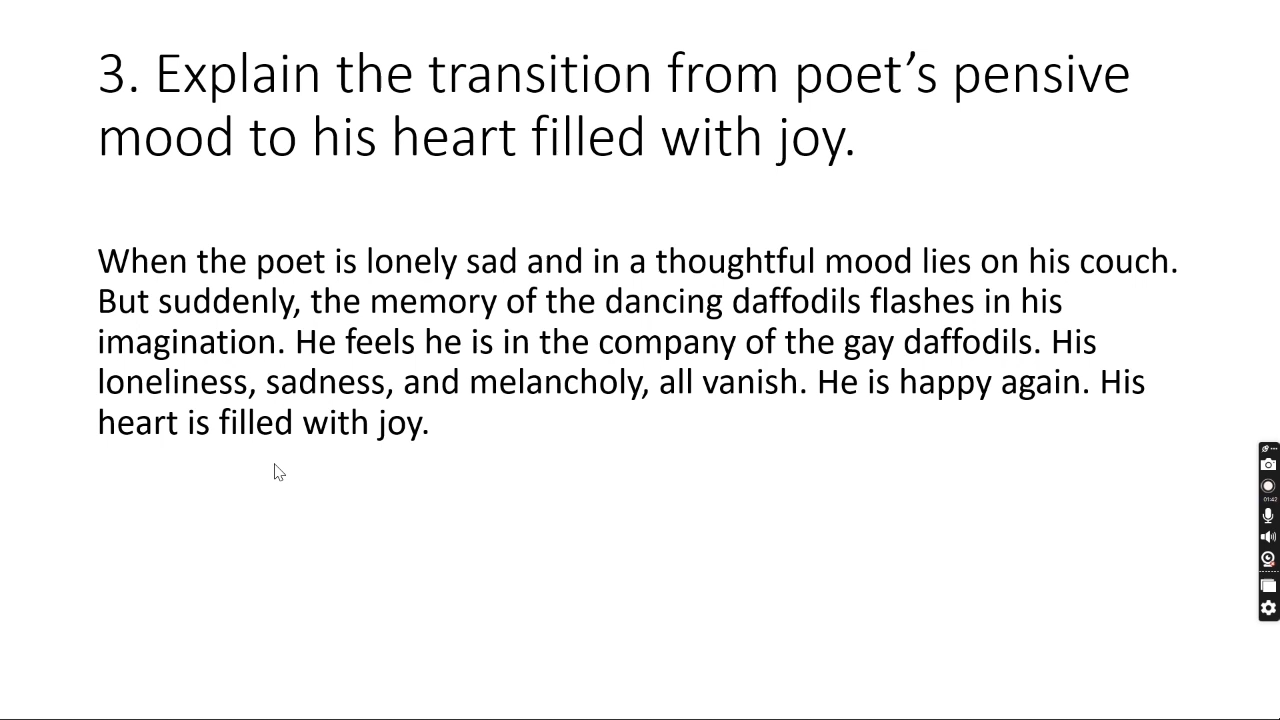 3. Explain the transition from poet’s pensive
mood to his heart filled with joy.
When the poet is lonely sad and in a thoughtful mood lies on his couch.
But suddenly, the memory of the dancing daffodils flashes in his
imagination. He feels he is in the company of the gay daffodils. His
loneliness, sadness, and melancholy, all vanish. He is happy again. His
heart is filled with joy.
01:42